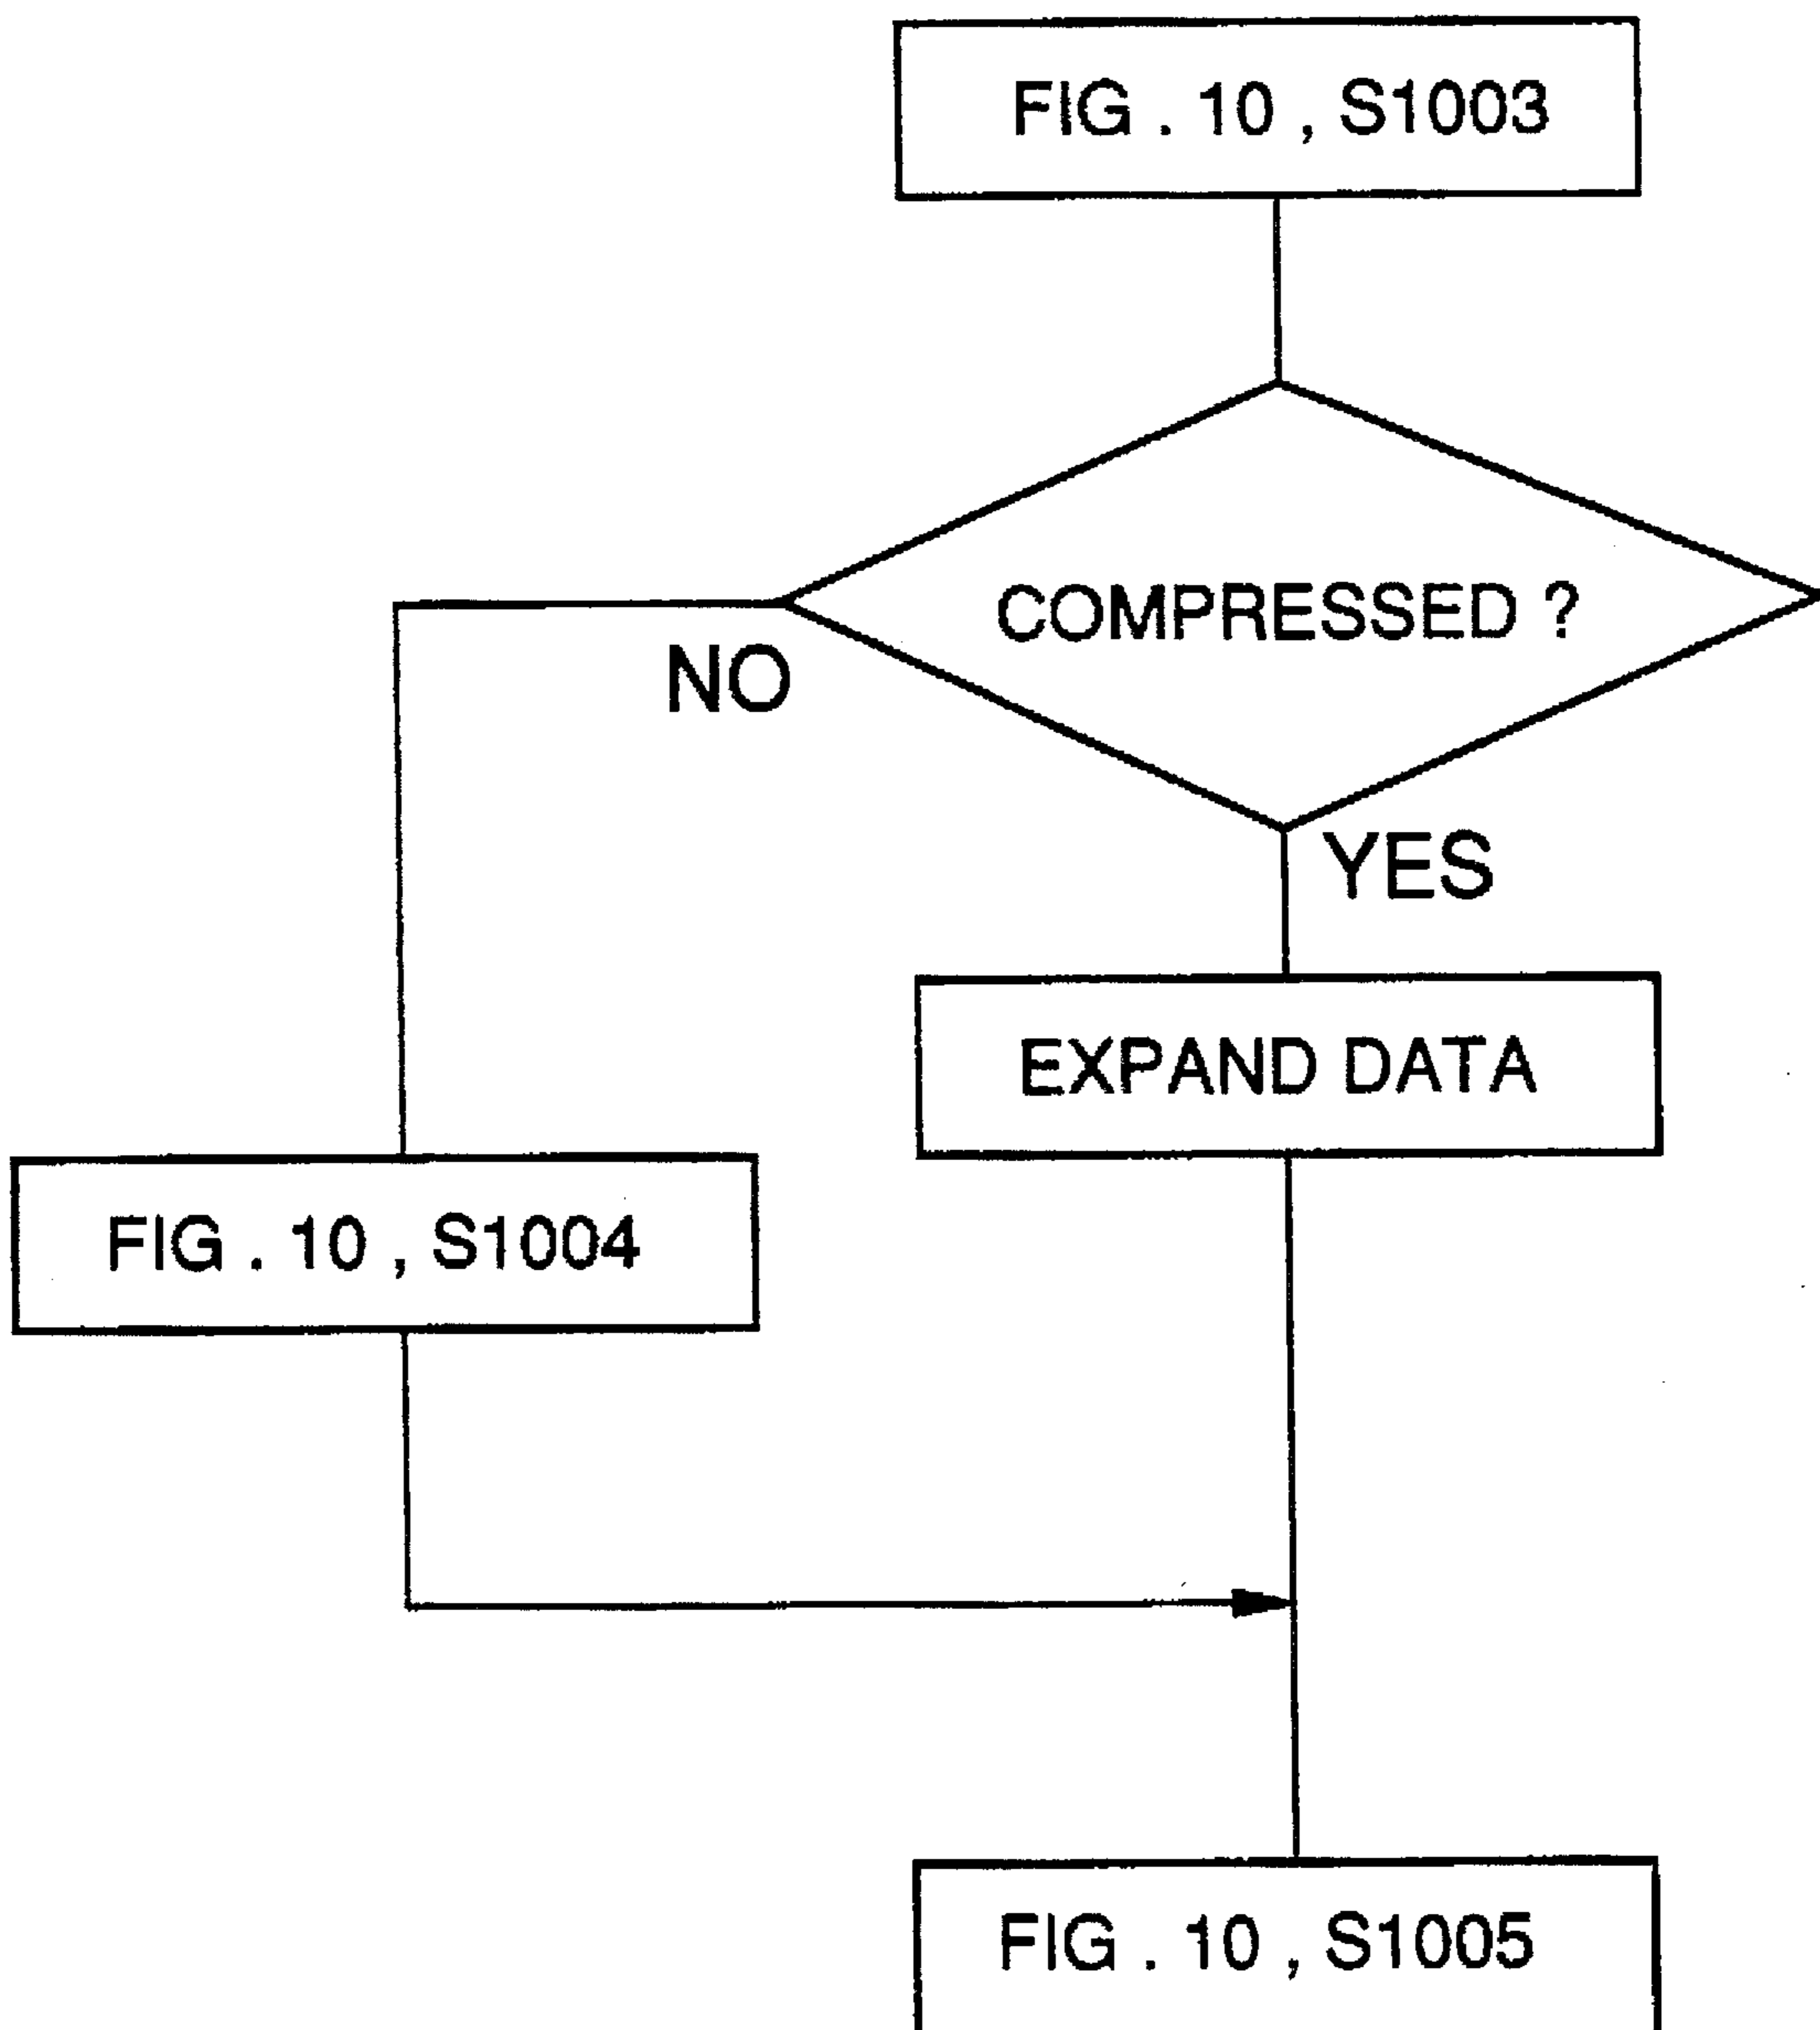 FIG . 10 , S1003
COMPRESSED ?
NO
YES
EXPAND DATA
FIG . 10 , S1004
FIG . 10 , S1005